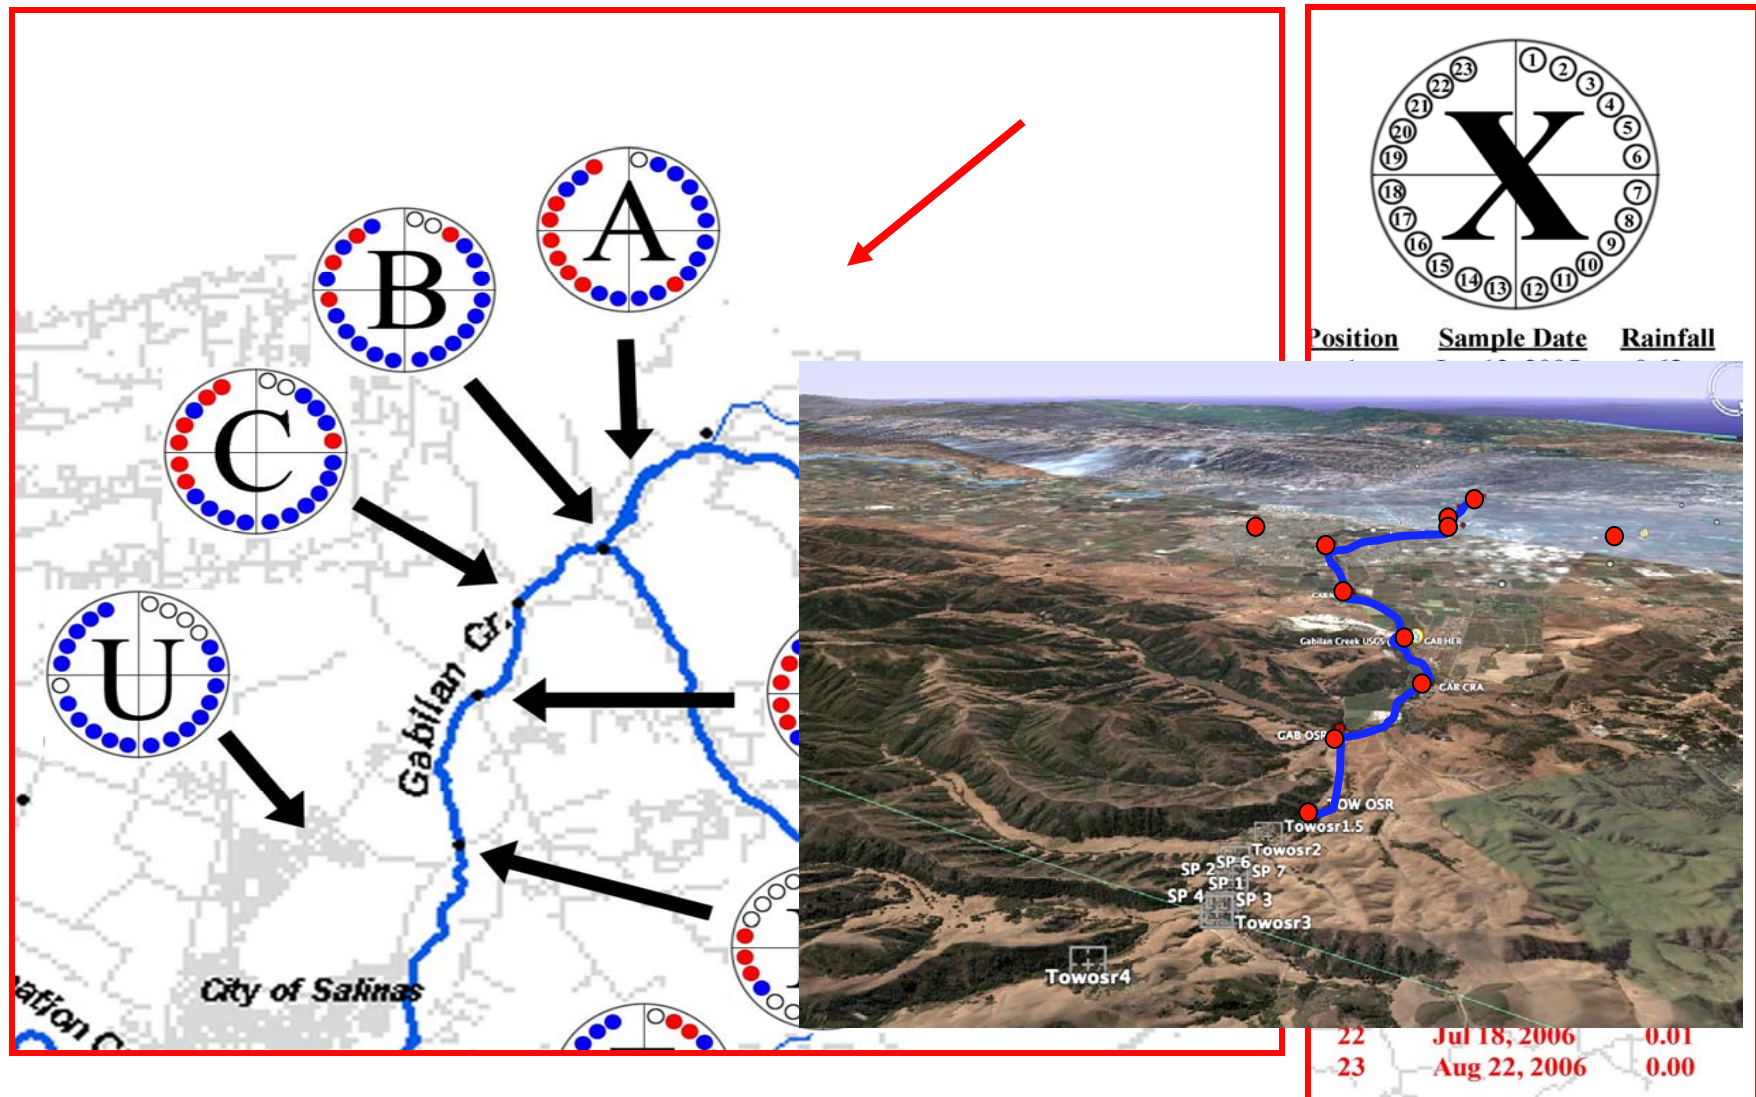 A
B
C
U
Gabilan Cr.
City of Salinas
X
1
2
3
4
5
6
7
8
9
10
11
12
13
14
15
16
17
18
19
20
21
22
23
Position Sample Date Rainfall
Gabilan Creek USGS
GAB HER
GAB CRA
GAB OSR
TOW OSR
Towosr1.5
Towosr2
SP 6
SP 2
SP 7
SP 1
SP 4
SP 3
Towosr3
Towosr4
22 Jul 18, 2006 0.01
23 Aug 22, 2006 0.00